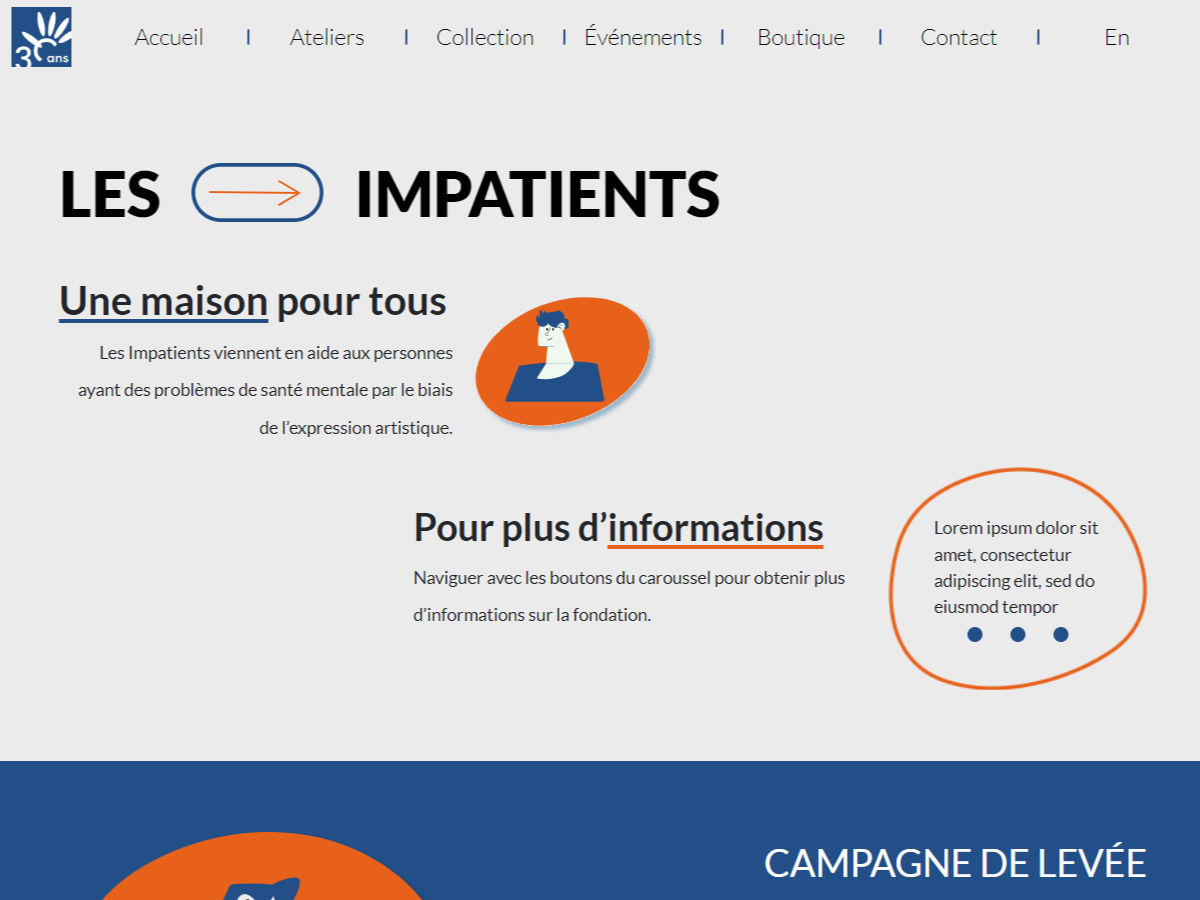 30 ans
Accueil
Ateliers
Collection
Événements
Boutique
Contact
En
LES IMPATIENTS
Une maison pour tous
Les Impatients viennent en aide aux personnes
ayant des problèmes de santé mentale par le biais
de l’expression artistique.
Pour plus d’informations
Naviguer avec les boutons du caroussel pour obtenir plus
d’informations sur la fondation.
Lorem ipsum dolor sit
amet, consectetur
adipiscing elit, sed do
eiusmod tempor
CAMPAGNE DE LEVÉE